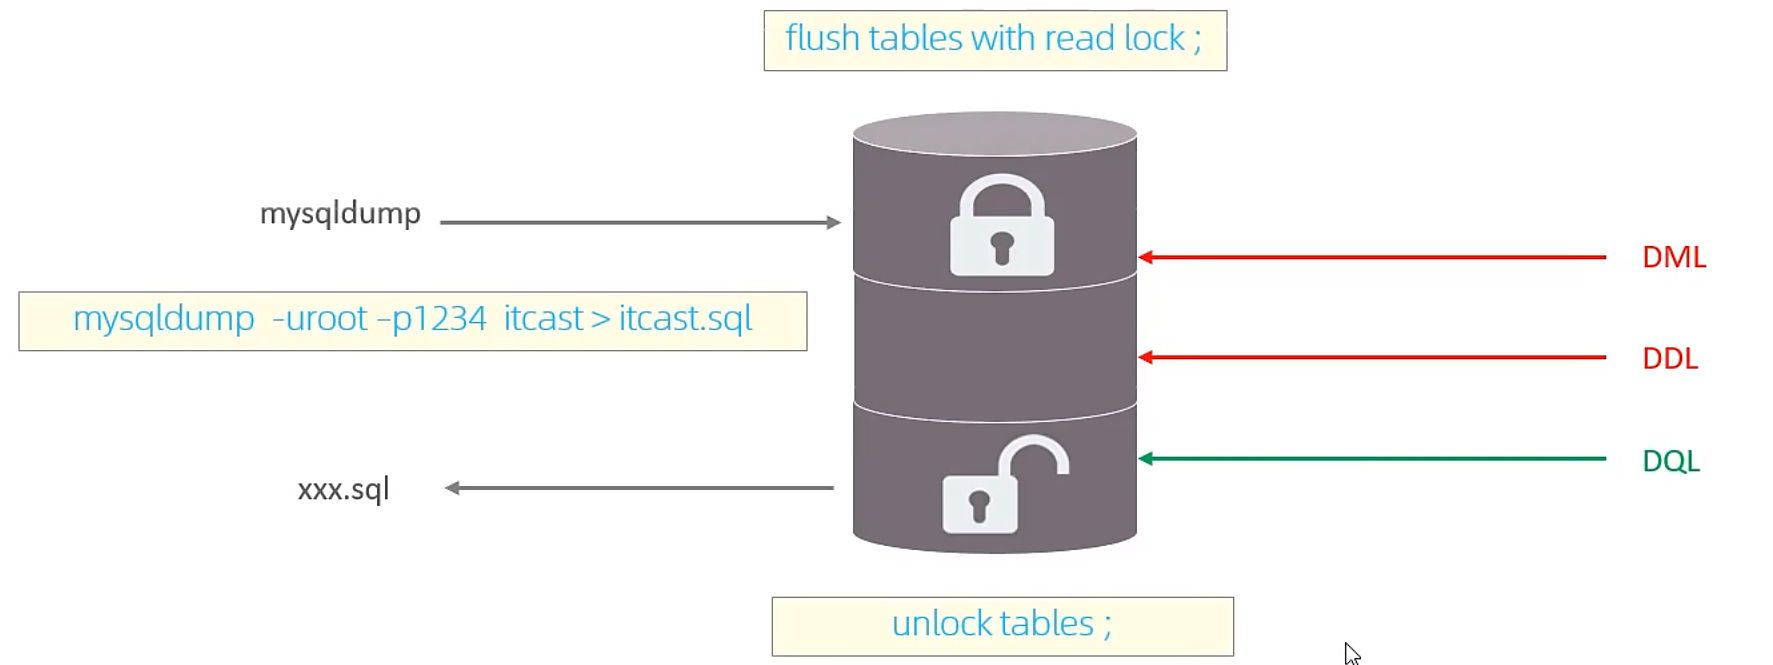 flush tables with read lock ;
mysqldump
DML
mysqldump -uroot -p1234 itcast > itcast.sql
DDL
DQL
xxx.sql
unlock tables ;